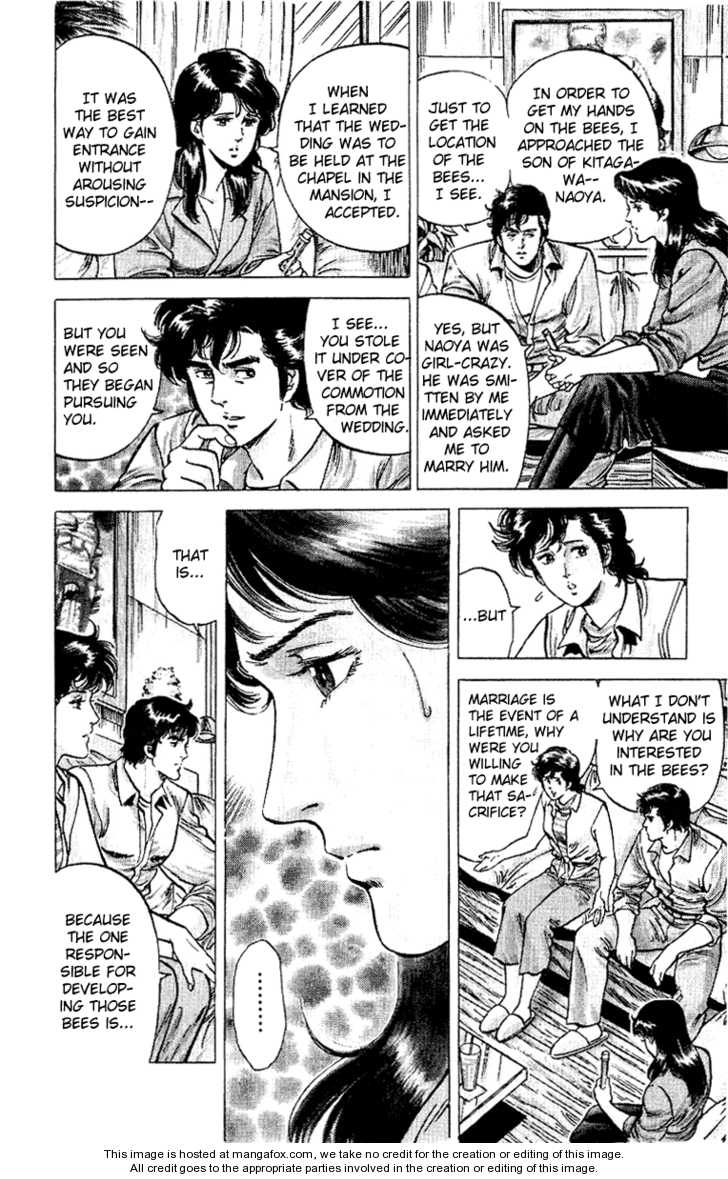 IN ORDER TO
GET MY HANDS
ON THE BEES, I
APPROACHED THE
SON OF KITAGA-
WA--
NAOYA.
JUST TO
GET THE
LOCATION
OF THE
BEES...
I SEE.
YES, BUT
NAOYA WAS
GIRL-CRAZY.
HE WAS SMI-
TTEN BY ME
IMMEDIATELY
AND ASKED
ME TO
MARRY HIM.
WHEN
I LEARNED
THAT THE WED-
DING WAS TO
BE HELD AT THE
CHAPEL IN THE
MANSION, I
ACCEPTED.
IT WAS
THE BEST
WAY TO GAIN
ENTRANCE
WITHOUT
AROUSING
SUSPICION--
I SEE...
YOU STOLE
IT UNDER CO-
VER OF THE
COMMOTION
FROM THE
WEDDING.
BUT YOU
WERE SEEN
AND SO
THEY BEGAN
PURSUING
YOU.
...BUT
WHAT I DON'T
UNDERSTAND IS
WHY ARE YOU
INTERESTED
IN THE BEES?
MARRIAGE IS
THE EVENT OF A
LIFETIME, WHY
WERE YOU
WILLING
TO MAKE
THAT SA-
CRIFICE?
........
THAT
IS...
BECAUSE
THE ONE
RESPON-
SIBLE FOR
DEVELOP-
ING THOSE
BEES IS...
This image is hosted at mangafox.com, we take no credit for the creation or editing of this image.
All credit goes to the appropriate parties involved in the creation or editing of this image.